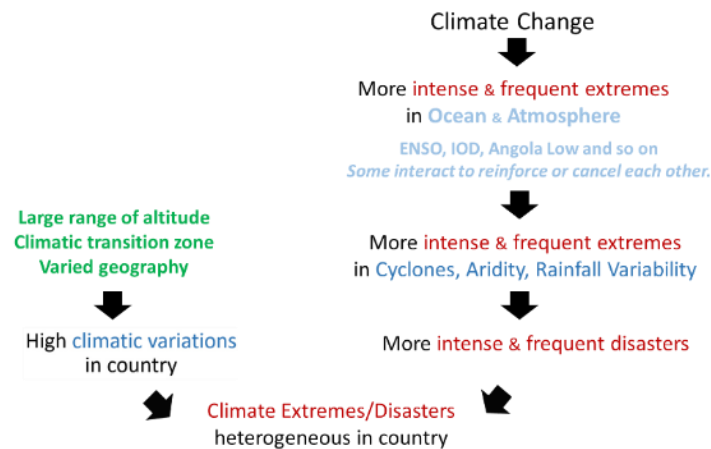 Climate Change
More intense & frequent extremes
in Ocean & Atmosphere
ENSO, IOD, Angola Low and so on
Some interact to reinforce or cancel each other.
Large range of altitude
Climatic transition zone
Varied geography
More intense & frequent extremes
in Cyclones, Aridity, Rainfall Variability
High climatic variations
in country
More intense & frequent disasters
Climate Extremes/Disasters
heterogeneous in country